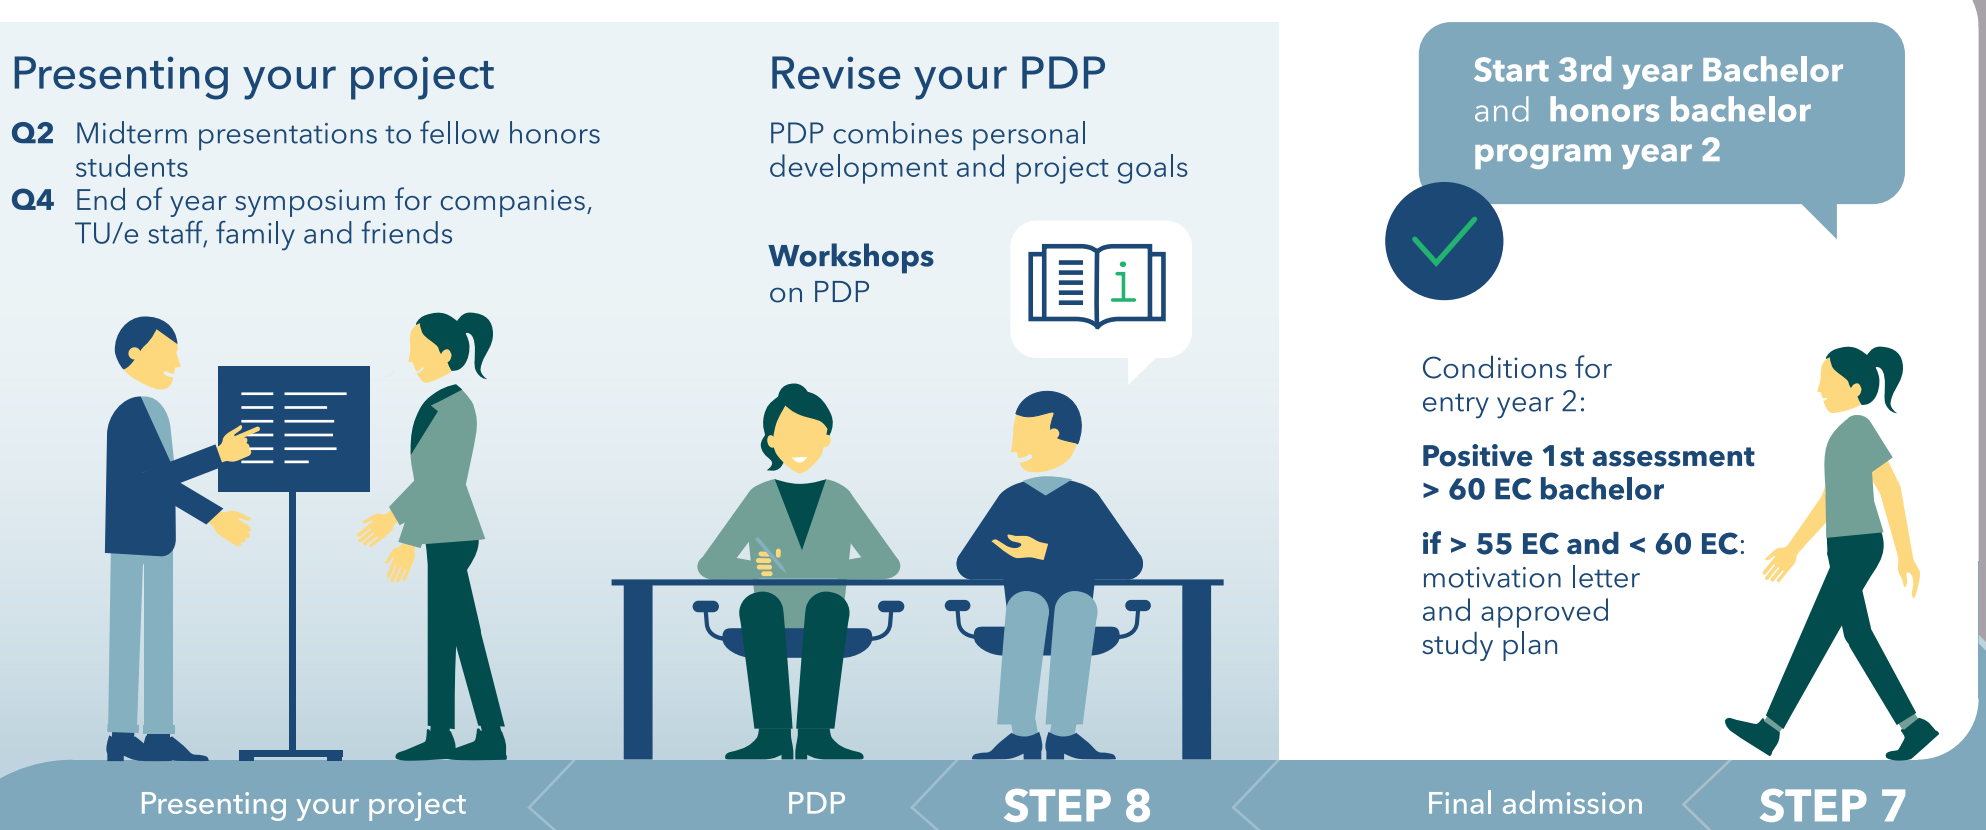 Presenting your project
Q2 Midterm presentations to fellow honors
students
Q4 End of year symposium for companies,
TU/e staff, family and friends
Revise your PDP
PDP combines personal
development and project goals
Workshops
on PDP
i
Start 3rd year Bachelor
and honors bachelor
program year 2
Conditions for
entry year 2:
Positive 1st assessment
> 60 EC bachelor
if > 55 EC and < 60 EC:
motivation letter
and approved
study plan
Presenting your project
PDP
STEP 8
Final admission
STEP 7